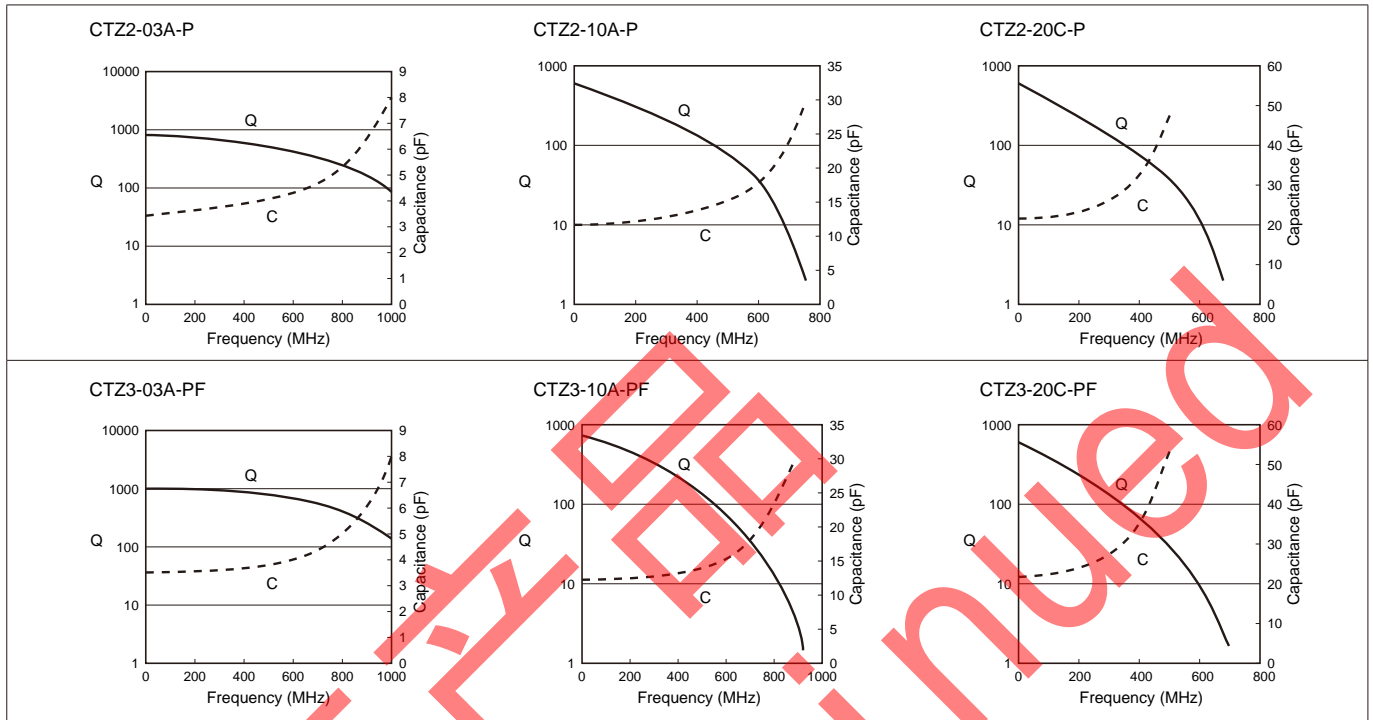 CTZ2-03A-P
10000
1000
100
10
1
Q
Q
C
9
8
7
6
5
4
3
2
1
0
Capacitance (pF)
0 200 400 600 800 1000
Frequency (MHz)
CTZ2-10A-P
1000
100
10
1
Q
Q
C
35
30
25
20
15
10
5
0
Capacitance (pF)
0 200 400 600 800
Frequency (MHz)
CTZ2-20C-P
1000
100
10
1
Q
Q
C
60
50
40
30
20
10
0
Capacitance (pF)
0 200 400 600 800
Frequency (MHz)
CTZ3-03A-PF
10000
1000
100
10
1
Q
Q
C
9
8
7
6
5
4
3
2
1
0
Capacitance (pF)
0 200 400 600 800 1000
Frequency (MHz)
CTZ3-10A-PF
1000
100
10
1
Q
Q
C
35
30
25
20
15
10
5
0
Capacitance (pF)
0 200 400 600 800 1000
Frequency (MHz)
CTZ3-20C-PF
1000
100
10
1
Q
Q
C
60
50
40
30
20
10
0
Capacitance (pF)
0 200 400 600 800
Frequency (MHz)
品
inued